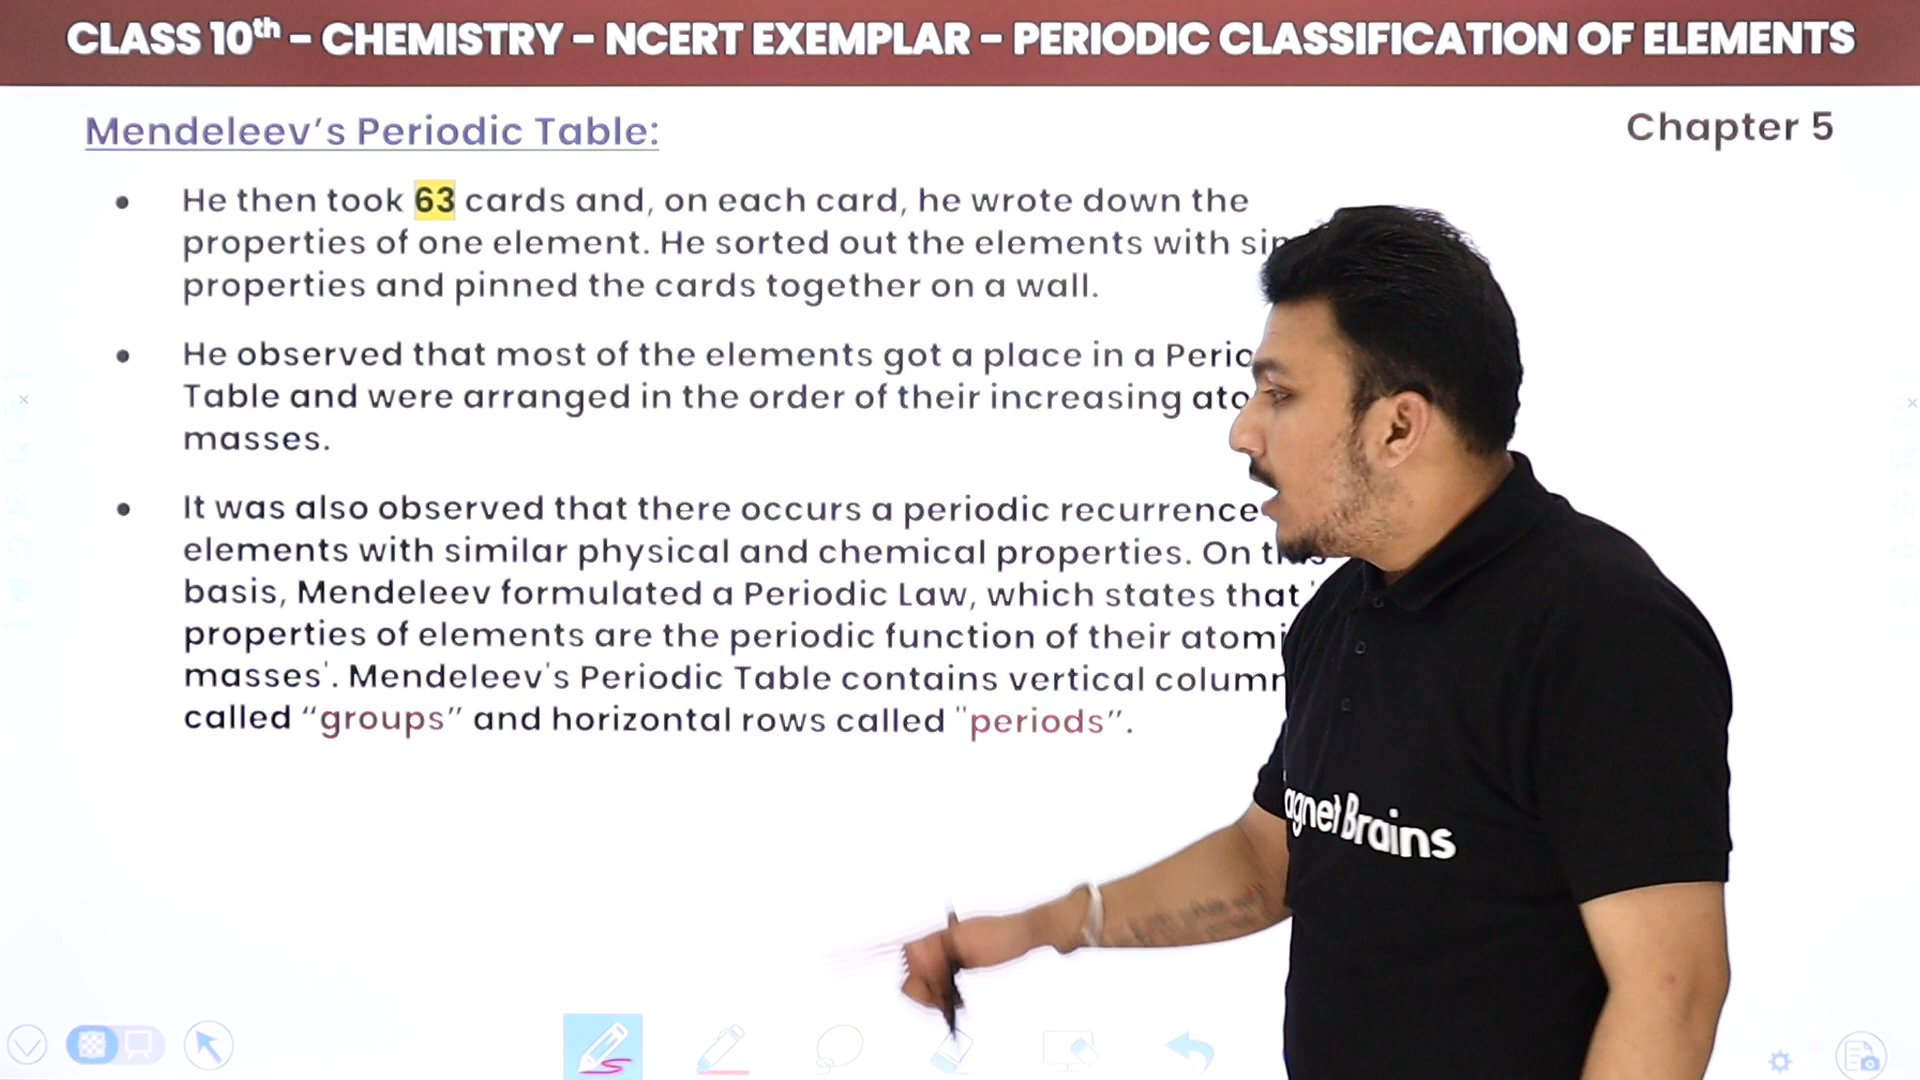 CLASS 10th - CHEMISTRY - NCERT EXEMPLAR - PERIODIC CLASSIFICATION OF ELEMENTS
Mendeleev's Periodic Table:
Chapter 5
• He then took 63 cards and, on each card, he wrote down the
properties of one element. He sorted out the elements with
properties and pinned the cards together on a wall.
• He observed that most of the elements got a place in a
Table and were arranged in the order of their increasing
masses.
• It was also observed that there occurs a periodic recurrence
elements with similar physical and chemical properties. On
basis, Mendeleev formulated a Periodic Law, which states that '
properties of elements are the periodic function of their
masses'. Mendeleev's Periodic Table contains vertical
called "groups" and horizontal rows called "periods".
Brains